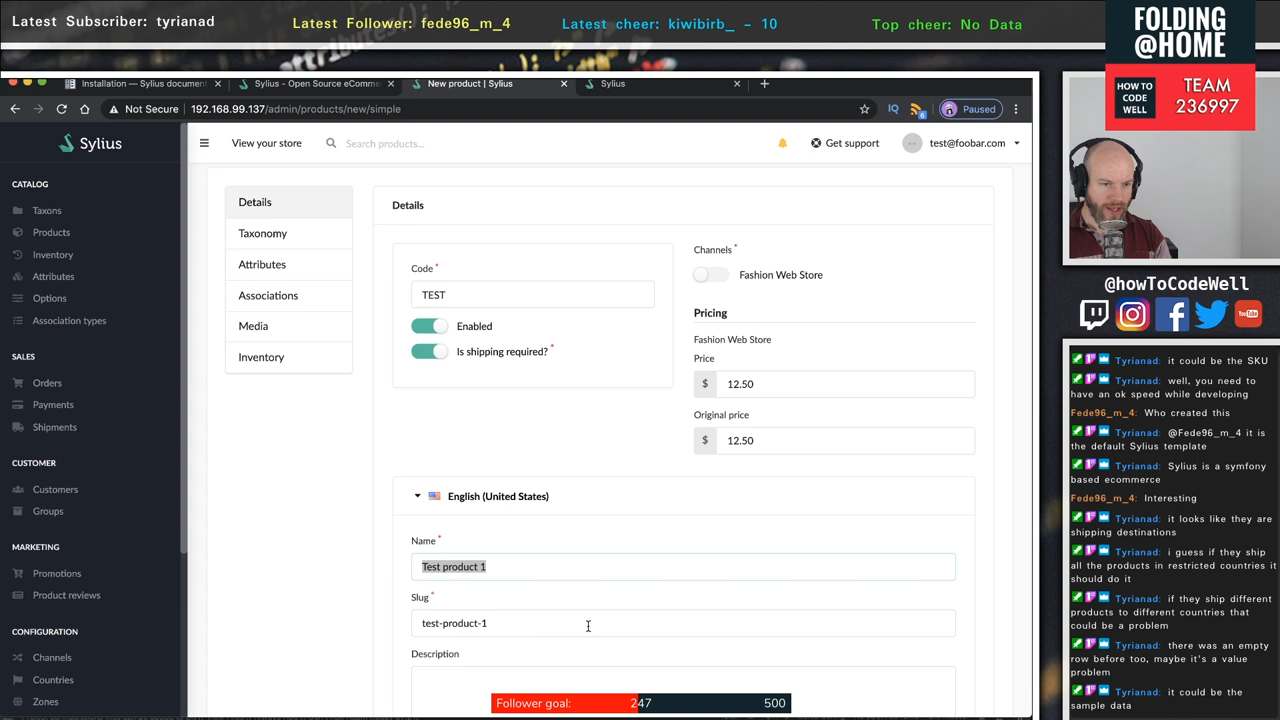 Latest Subscriber: tyrianad
Latest Follower: fede96_m_4
Latest cheer: kiwibirb_ - 10
Top cheer: No Data
FOLDING
@HOME
HOW TO
CODE
WELL
TEAM
236997
Installation — Sylius document
Sylius - Open Source eComme
New product | Sylius
Sylius
Not Secure
192.168.99.137/admin/products/new/simple
IQ
6
Paused
Sylius
View your store
Search products...
Get support
test@foobar.com
CATALOG
Taxons
Products
Inventory
Attributes
Options
Association types
SALES
Orders
Payments
Shipments
CUSTOMER
Customers
Groups
MARKETING
Promotions
Product reviews
CONFIGURATION
Channels
Countries
Zones
Details
Taxonomy
Attributes
Associations
Media
Inventory
Details
Code *
TEST
Enabled
Is shipping required? *
Channels *
Fashion Web Store
Pricing
Fashion Web Store
Price
$ 12.50
Original price
$ 12.50
English (United States)
Name *
Test product 1
Slug *
test-product-1
Description
Follower goal: 247 500
@howToCodeWell
You Tube
Tyrianad: it could be the SKU
Tyrianad: well, you need to
have an ok speed while developing
Fede96_m_4: Who created this
Tyrianad: @Fede96_m_4 it is
the default Sylius template
Tyrianad: Sylius is a symfony
based ecommerce
Fede96_m_4: Interesting
Tyrianad: it looks like they are
shipping destinations
Tyrianad: i guess if they ship
all the products in restricted countries it
should do it
Tyrianad: if they ship different
products to different countries that
could be a problem
Tyrianad: there was an empty
row before too, maybe it's a value
problem
Tyrianad: it could be the
sample data